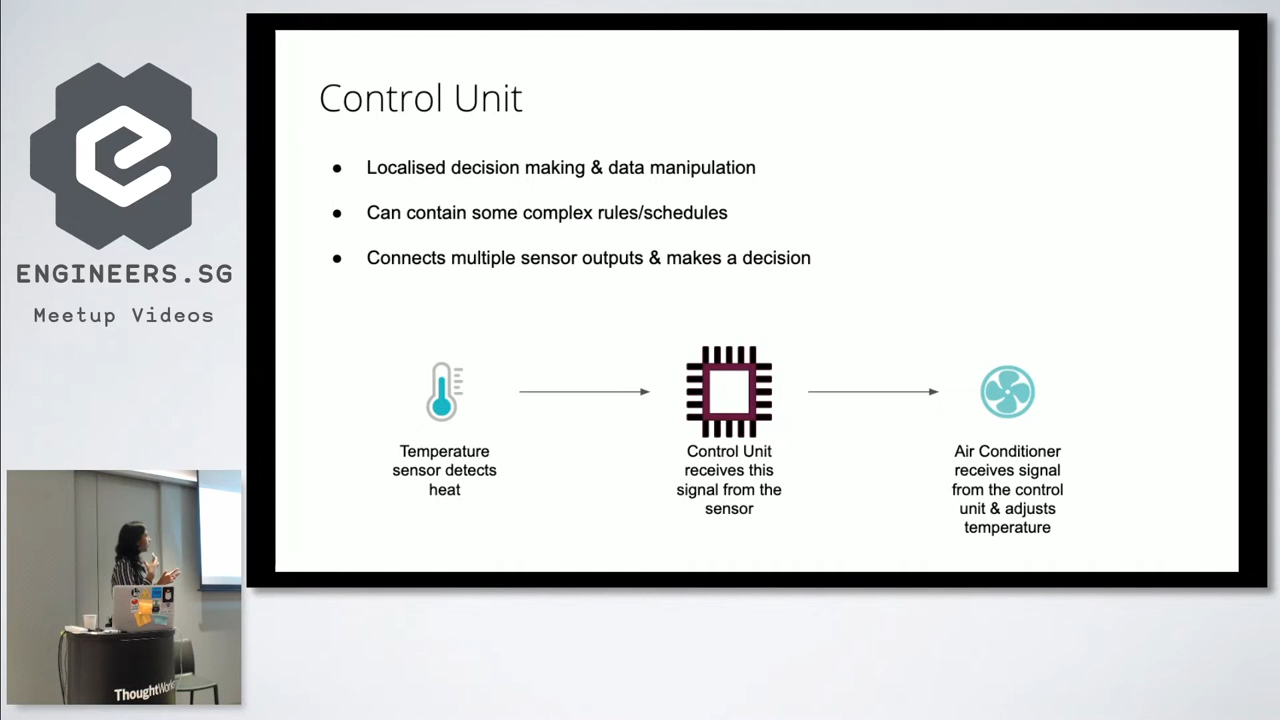 Control Unit
● Localised decision making & data manipulation
● Can contain some complex rules/schedules
● Connects multiple sensor outputs & makes a decision
Temperature
sensor detects
heat
Control Unit
receives this
signal from the
sensor
Air Conditioner
receives signal
from the control
unit & adjusts
temperature
ENGINEERS.SG
Meetup Videos
ThoughtWorks